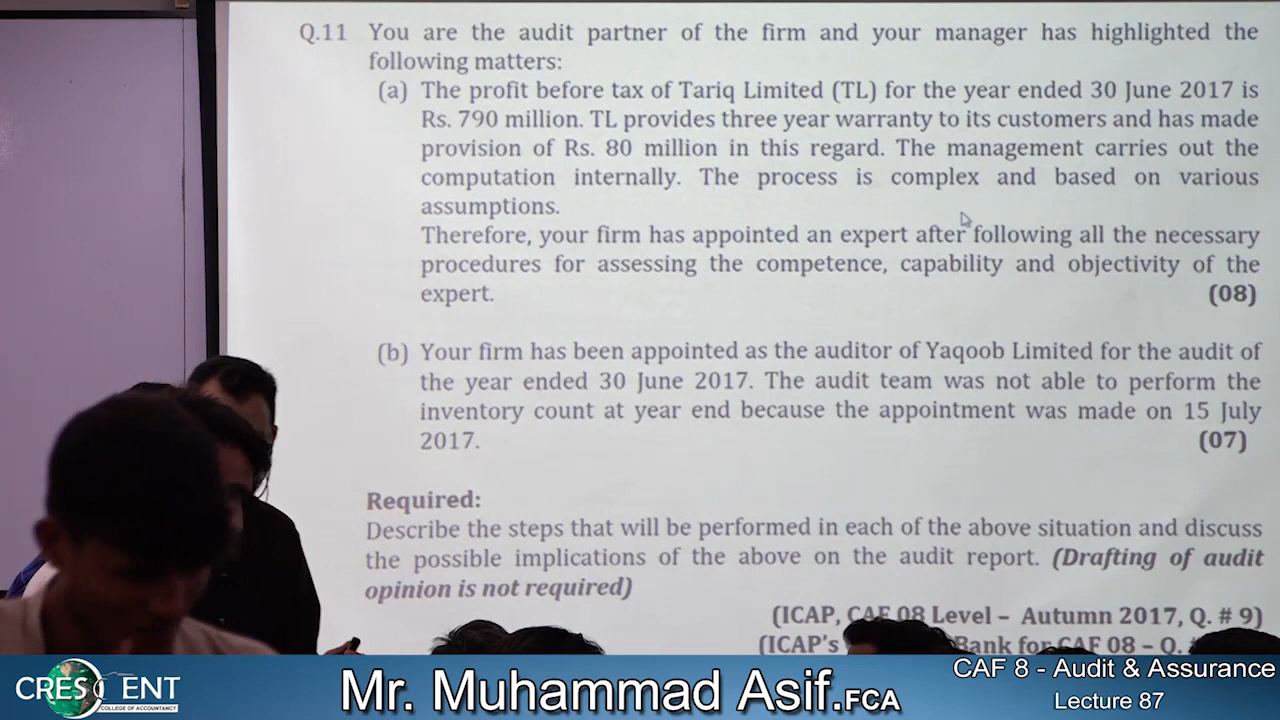 Q.11 You are the audit partner of the firm and your manager has highlighted the
following matters:
(a) The profit before tax of Tariq Limited (TL) for the year ended 30 June 2017 is
Rs. 790 million. TL provides three year warranty to its customers and has made
provision of Rs. 80 million in this regard. The management carries out the
computation internally. The process is complex and based on various
assumptions.
Therefore, your firm has appointed an expert after following all the necessary
procedures for assessing the competence, capability and objectivity of the
expert. (08)
(b) Your firm has been appointed as the auditor of Yaqoob Limited for the audit of
the year ended 30 June 2017. The audit team was not able to perform the
inventory count at year end because the appointment was made on 15 July
2017. (07)
Required:
Describe the steps that will be performed in each of the above situation and discuss
the possible implications of the above on the audit report. (Drafting of audit
opinion is not required)
(ICAP, CAF 08 Level – Autumn 2017, Q. # 9)
(ICAP's Bank for CAF 08 – Q.
CRESCENT
COLLEGE OF ACCOUNTANCY
Mr. Muhammad Asif.FCA
CAF 8 - Audit & Assurance
Lecture 87